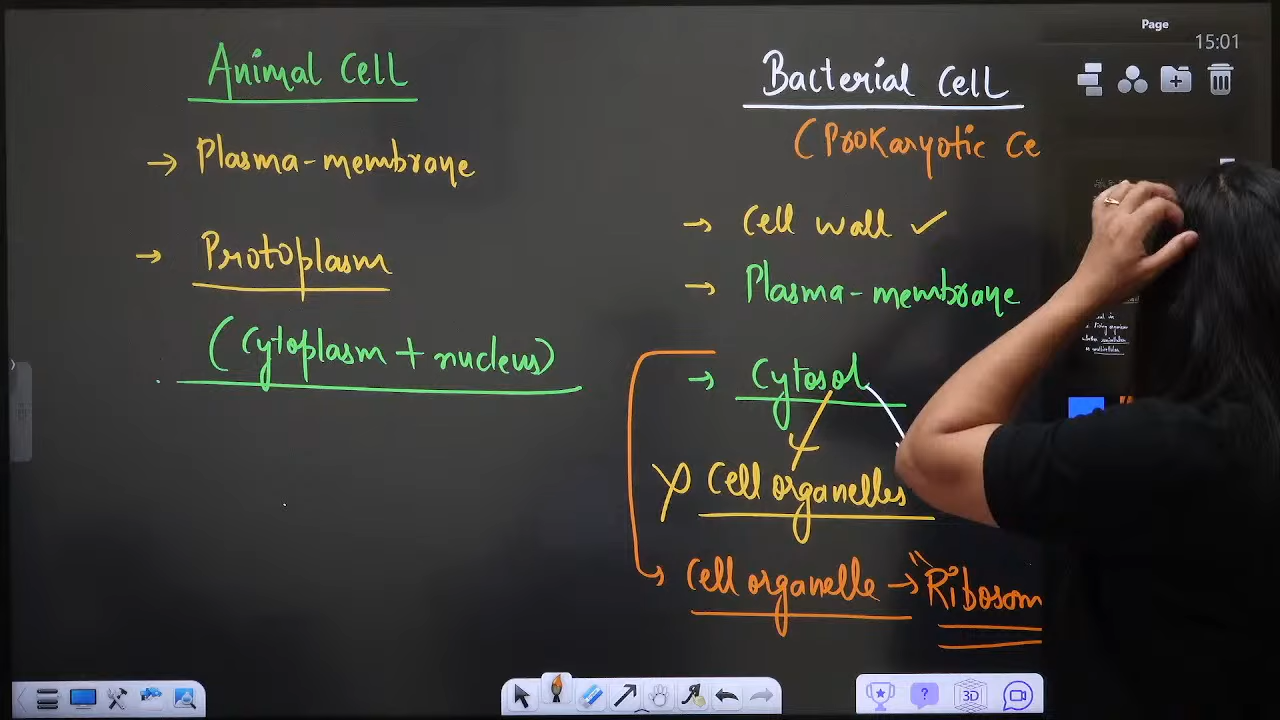 Page
15:01
Animal Cell
→ Plasma-membrane
→ Protoplasm
(Cytoplasm + nucleus)
Bacterial Cell
(Prokaryotic Ce
→ Cell wall ✓
→ Plasma-membrane
→ Cytosol
Cell organelles
Cell organelle → "Ribosom
3D